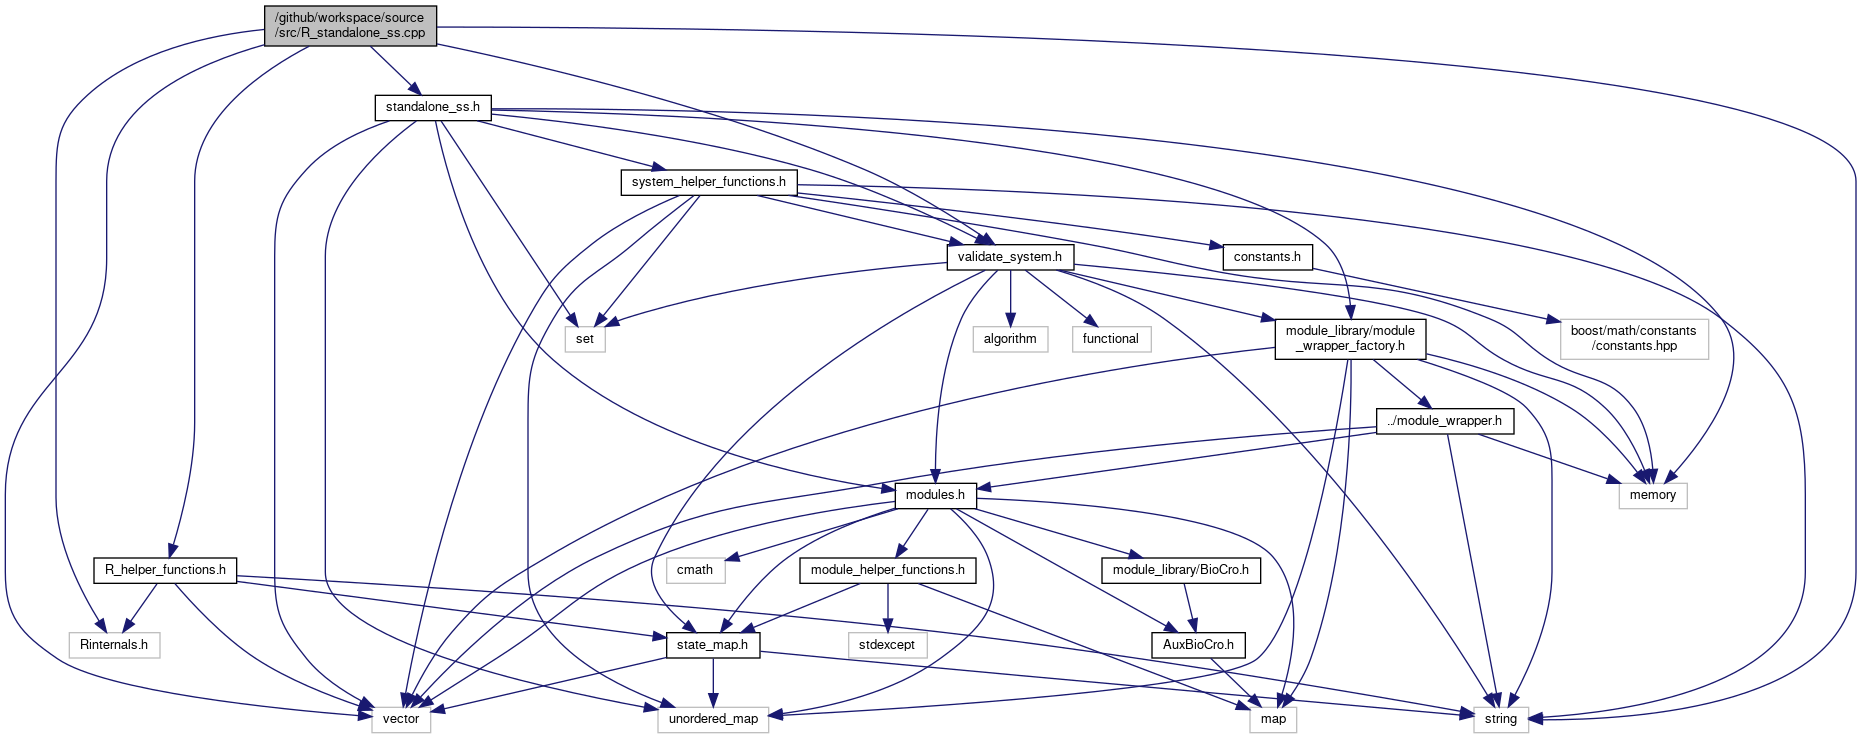 /github/workspace/source
/src/R_standalone_ss.cpp
standalone_ss.h
system_helper_functions.h
validate_system.h
constants.h
set
algorithm
functional
module_library/module
_wrapper_factory.h
boost/math/constants
/constants.hpp
../module_wrapper.h
modules.h
memory
R_helper_functions.h
cmath
module_helper_functions.h
module_library/BioCro.h
Rinternals.h
state_map.h
stdexcept
AuxBioCro.h
vector
unordered_map
map
string